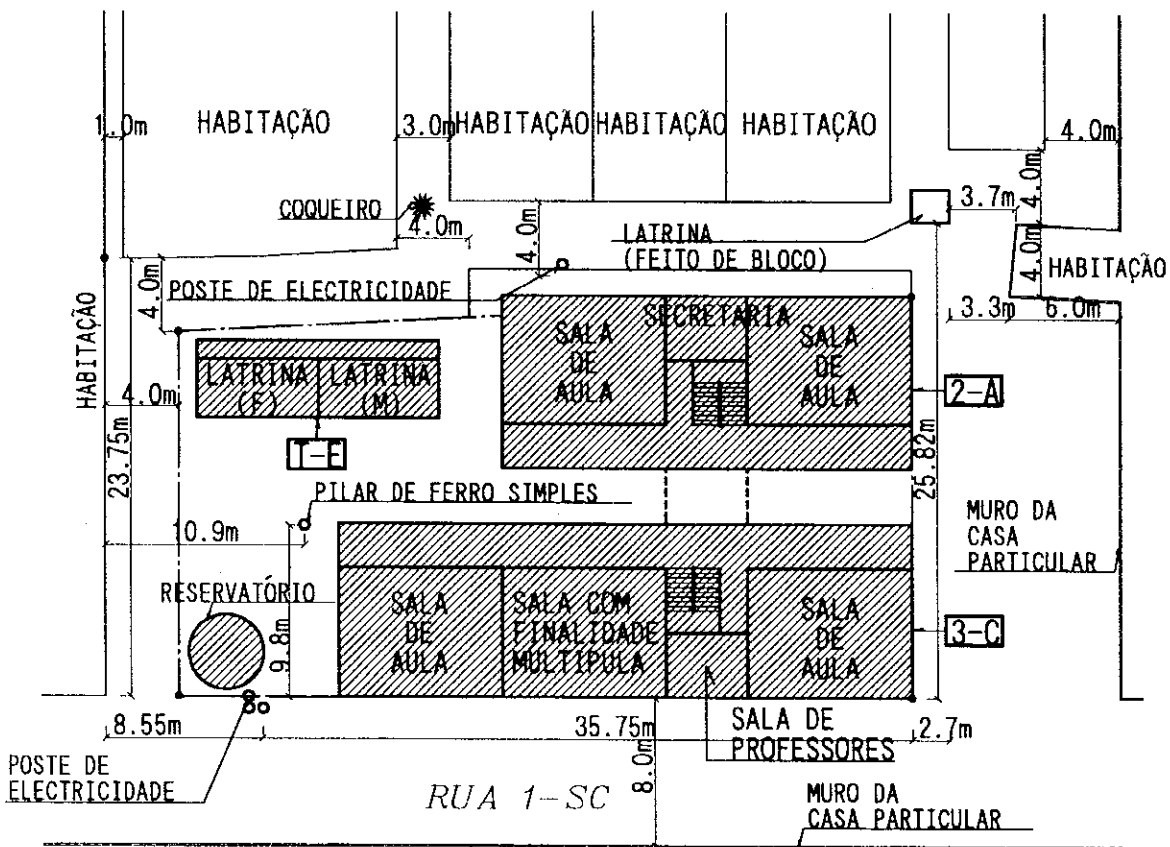 HABITAÇÃO
1.0m
3.0m
HABITAÇÃO
HABITAÇÃO
HABITAÇÃO
4.0m
COQUEIRO
4.0m
4.0m
LATRINA
(FEITO DE BLOCO)
3.7m
4.0m
4.0m
HABITAÇÃO
3.3m
6.0m
POSTE DE ELECTRICIDADE
4.0m
HABITAÇÃO
4.0m
23.75m
LATRINA
(F)
LATRINA
(M)
T-E
SALA
DE
AULA
SECRETARIA
SALA
DE
AULA
2-A
25.82m
PILAR DE FERRO SIMPLES
10.9m
RESERVATÓRIO
9.8m
SALA
DE
AULA
SALA COM
FINALIDADE
MULTIPULA
SALA
DE
AULA
3-C
MURO DA
CASA
PARTICULAR
8.55m
35.75m
2.7m
SALA DE
PROFESSORES
8.0m
POSTE DE
ELECTRICIDADE
RUA 1-SC
MURO DA
CASA PARTICULAR